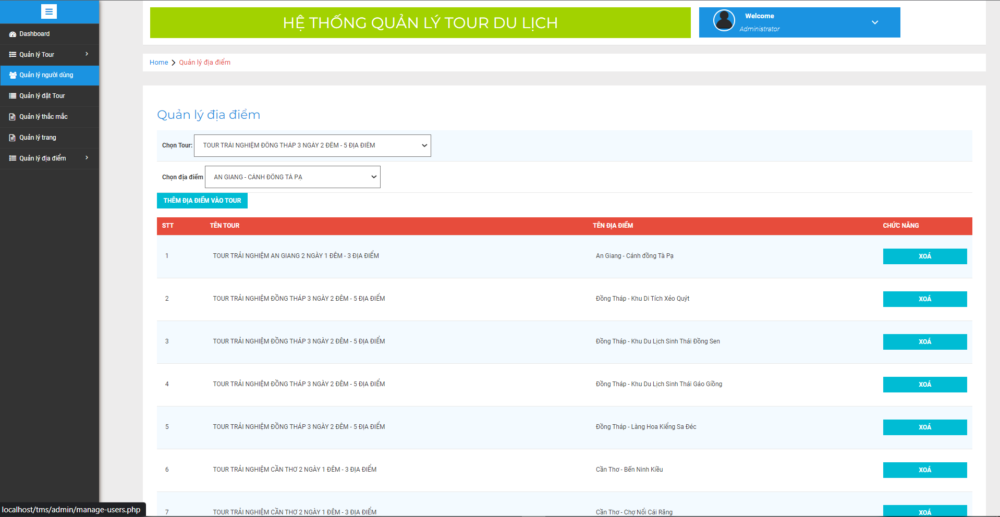 HỆ THỐNG QUẢN LÝ TOUR DU LỊCH
Welcome
Administrator
Dashboard
Quản lý Tour
Quản lý người dùng
Quản lý đặt Tour
Quản lý thắc mắc
Quản lý trang
Quản lý địa điểm
Home > Quản lý địa điểm
Quản lý địa điểm
Chọn Tour: TOUR TRẢI NGHIỆM ĐỒNG THÁP 3 NGÀY 2 ĐÊM - 5 ĐỊA ĐIỂM
Chọn địa điểm AN GIANG - CÁNH ĐỒNG TÀ PẠ
THÊM ĐỊA ĐIỂM VÀO TOUR
STT TÊN TOUR TÊN ĐỊA ĐIỂM CHỨC NĂNG
1 TOUR TRẢI NGHIỆM AN GIANG 2 NGÀY 1 ĐÊM - 3 ĐỊA ĐIỂM An Giang - Cánh đồng Tà Pạ XOÁ
2 TOUR TRẢI NGHIỆM ĐỒNG THÁP 3 NGÀY 2 ĐÊM - 5 ĐỊA ĐIỂM Đồng Tháp - Khu Di Tích Xẻo Quýt XOÁ
3 TOUR TRẢI NGHIỆM ĐỒNG THÁP 3 NGÀY 2 ĐÊM - 5 ĐỊA ĐIỂM Đồng Tháp - Khu Du Lịch Sinh Thái Đồng Sen XOÁ
4 TOUR TRẢI NGHIỆM ĐỒNG THÁP 3 NGÀY 2 ĐÊM - 5 ĐỊA ĐIỂM Đồng Tháp - Khu Du Lịch Sinh Thái Gáo Giồng XOÁ
5 TOUR TRẢI NGHIỆM ĐỒNG THÁP 3 NGÀY 2 ĐÊM - 5 ĐỊA ĐIỂM Đồng Tháp - Làng Hoa Kiểng Sa Đéc XOÁ
6 TOUR TRẢI NGHIỆM CẦN THƠ 2 NGÀY 1 ĐÊM - 3 ĐỊA ĐIỂM Cần Thơ - Bến Ninh Kiều XOÁ
7 TOUR TRẢI NGHIỆM CẦN THƠ 2 NGÀY 1 ĐÊM - 3 ĐỊA ĐIỂM Cần Thơ - Chợ Nổi Cái Răng XOÁ
localhost/tms/admin/manage-users.php